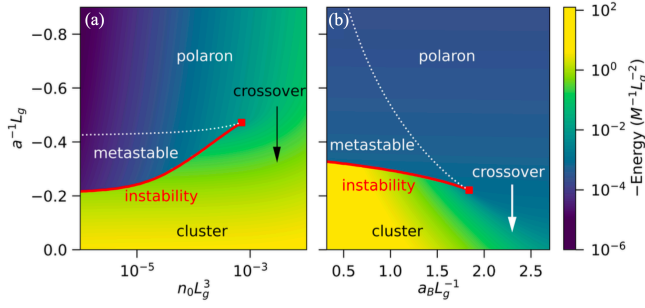 (a)
(b)
−0.8
−0.6
−0.4
−0.2
0.0
a⁻¹L_g
polaron
crossover
metastable
instability
cluster
10⁻⁵
10⁻³
n₀L_g³
polaron
metastable
instability
crossover
cluster
0.5
1.0
1.5
2.0
2.5
a_BL_g⁻¹
10²
10⁰
10⁻²
10⁻⁴
10⁻⁶
−Energy (M⁻¹L_g⁻²)